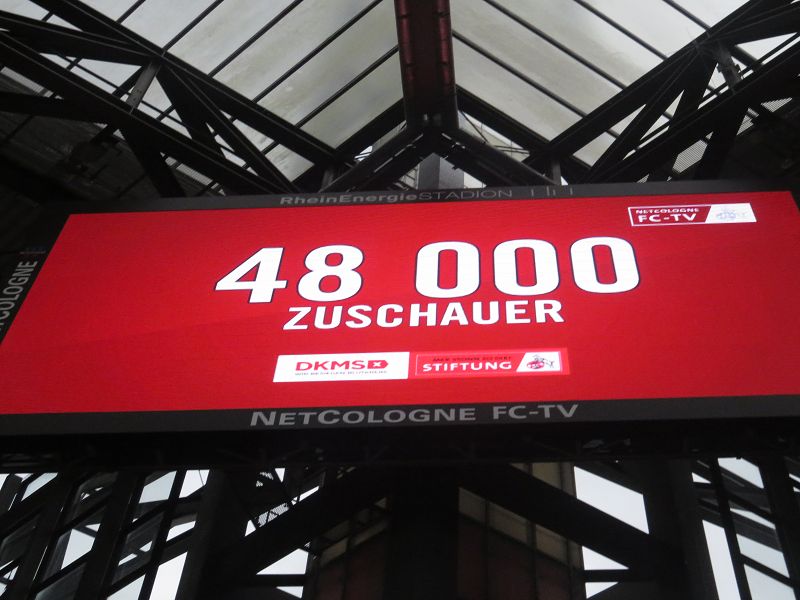 RheinEnergieSTADION
NETCOLOGNE
FC-TV
48 000
ZUSCHAUER
DKMS
STIFTUNG
NETCOLOGNE FC-TV